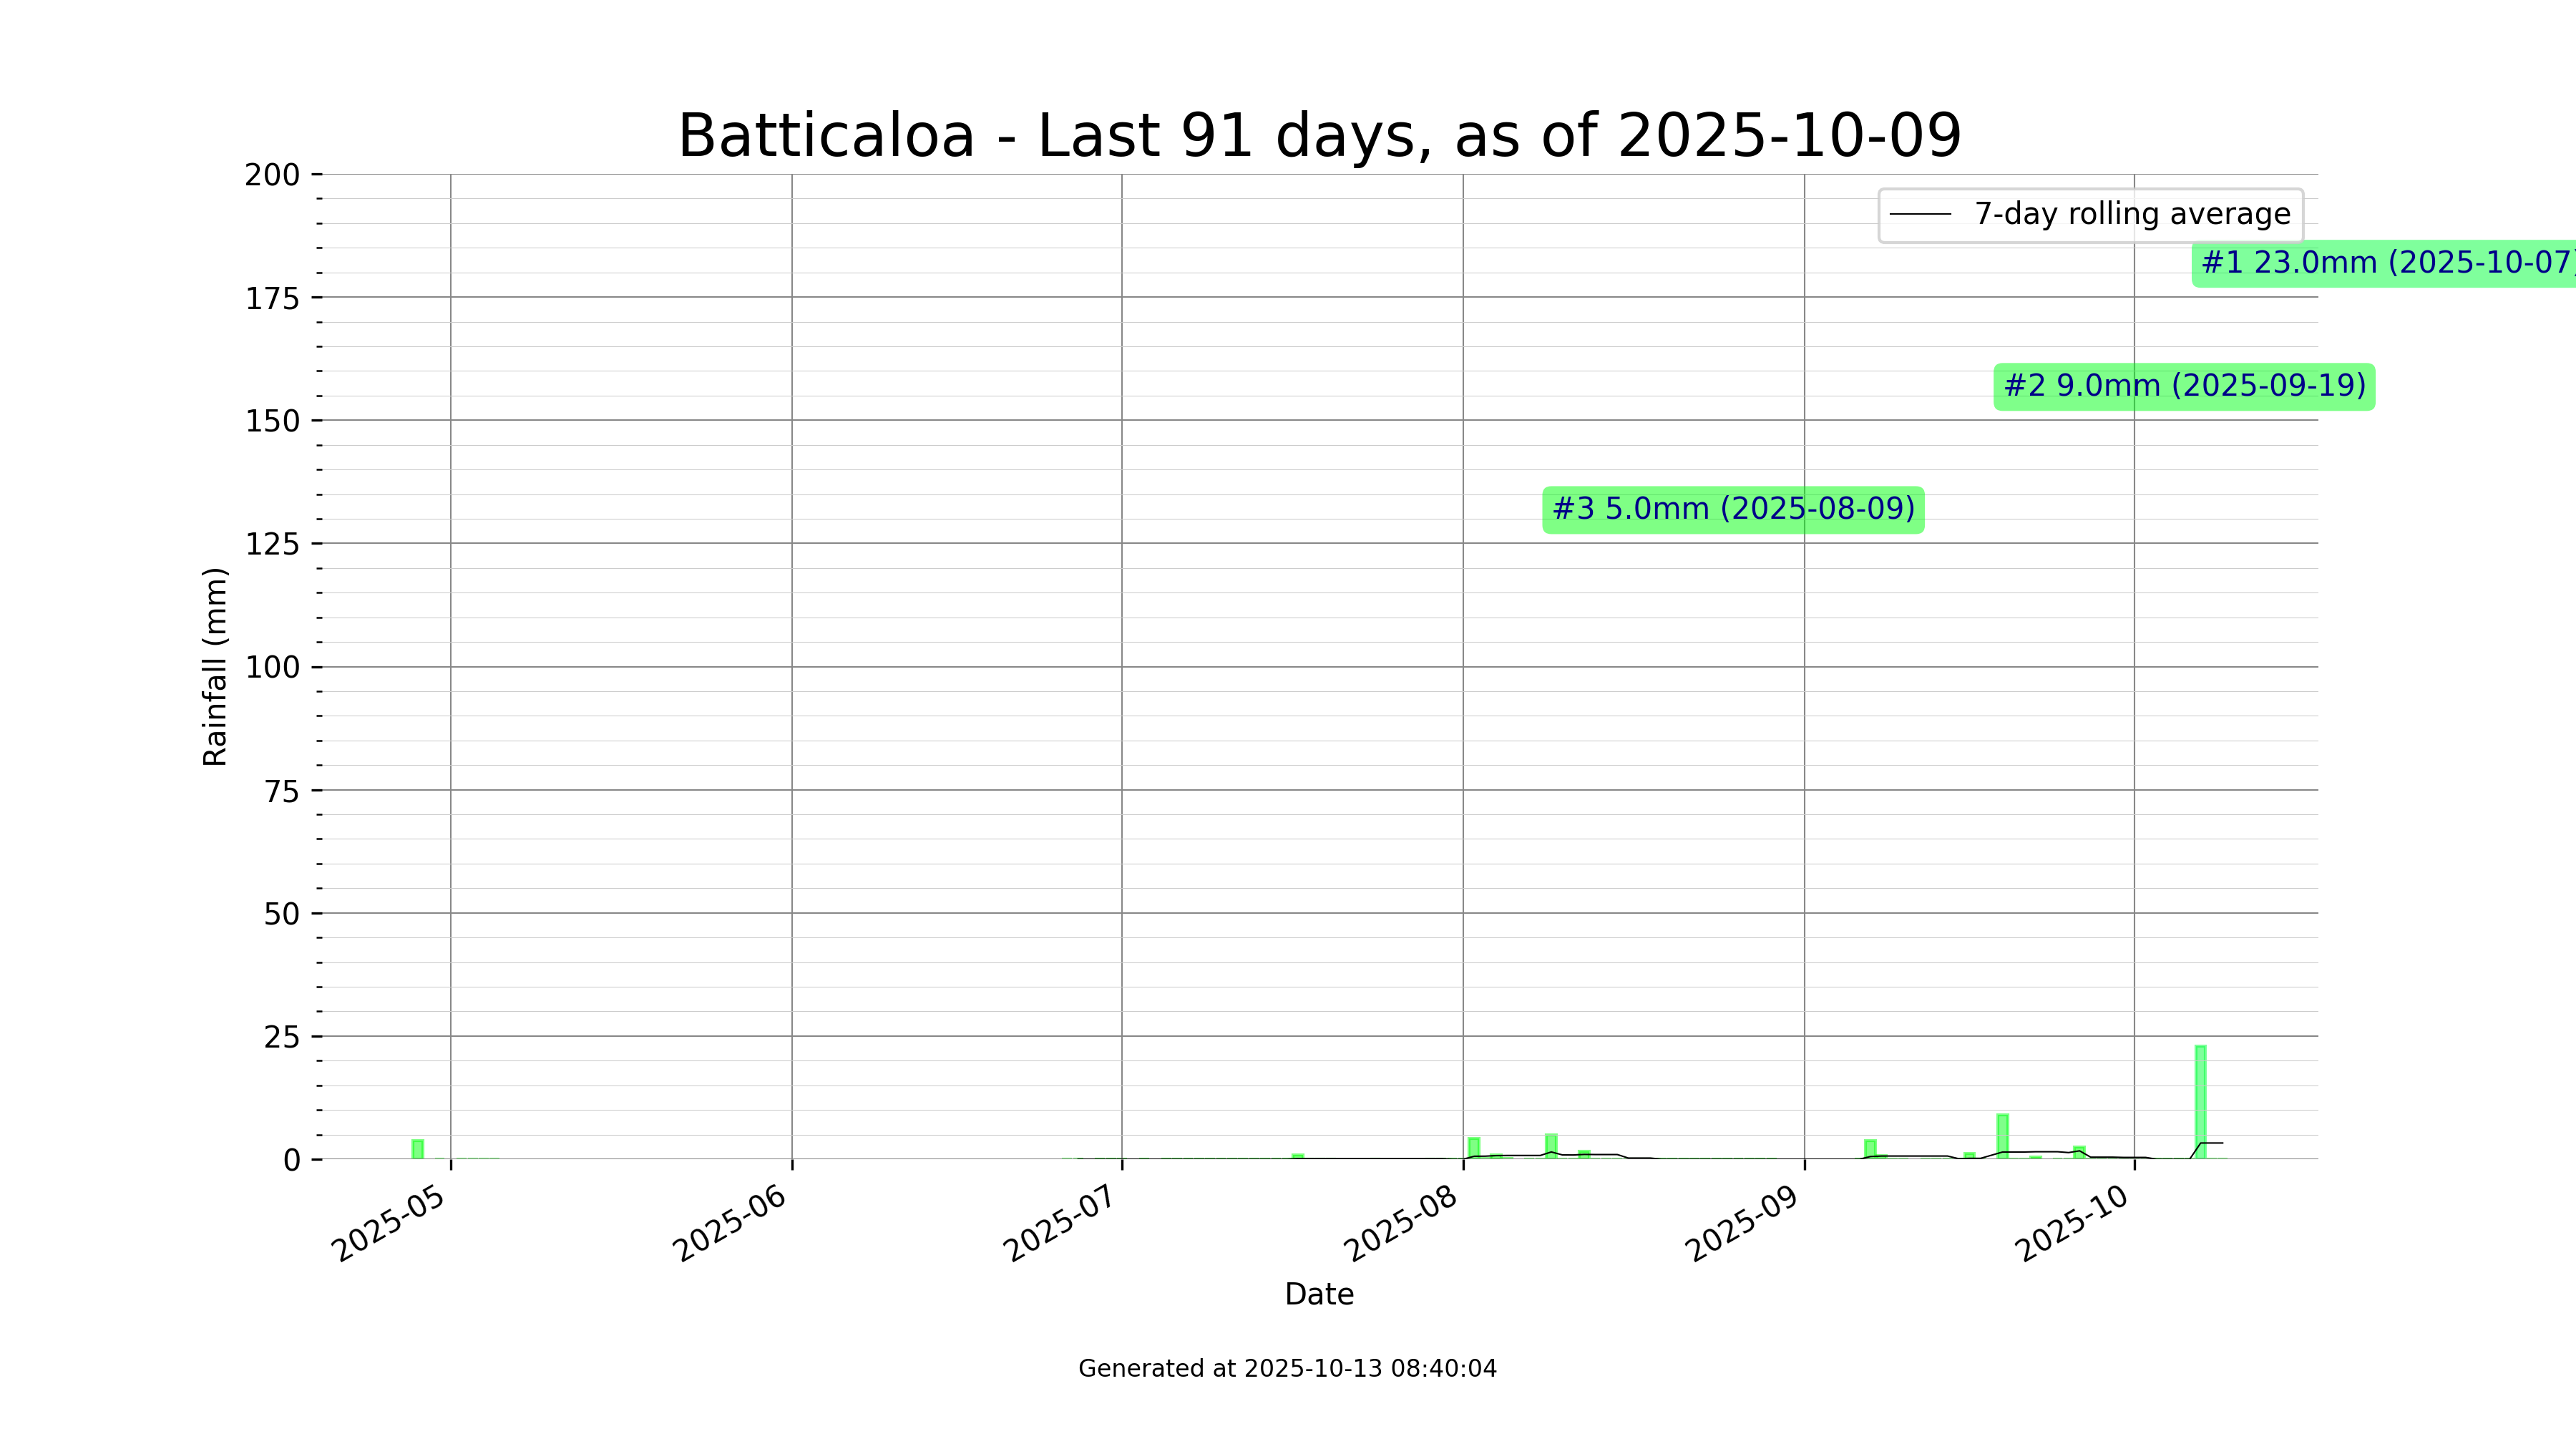 Batticaloa - Last 91 days, as of 2025-10-09
200
175
150
125
100
75
50
25
0
Rainfall (mm)
7-day rolling average
#1 23.0mm (2025-10-07)
#2 9.0mm (2025-09-19)
#3 5.0mm (2025-08-09)
2025-05
2025-06
2025-07
2025-08
2025-09
2025-10
Date
Generated at 2025-10-13 08:40:04